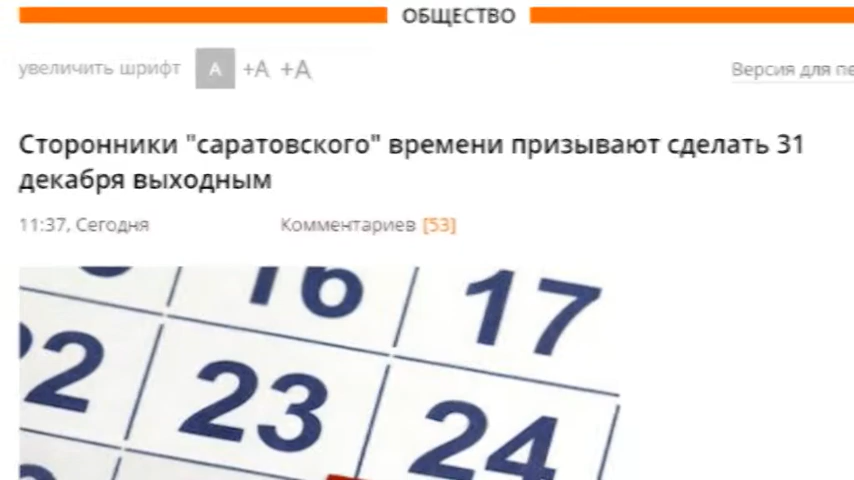 ОБЩЕСТВО
увеличить шрифт A +A +A
Версия для
Сторонники "саратовского" времени призывают сделать 31
декабря выходным
11:37, Сегодня Комментариев [53]
16 17
22 23 24